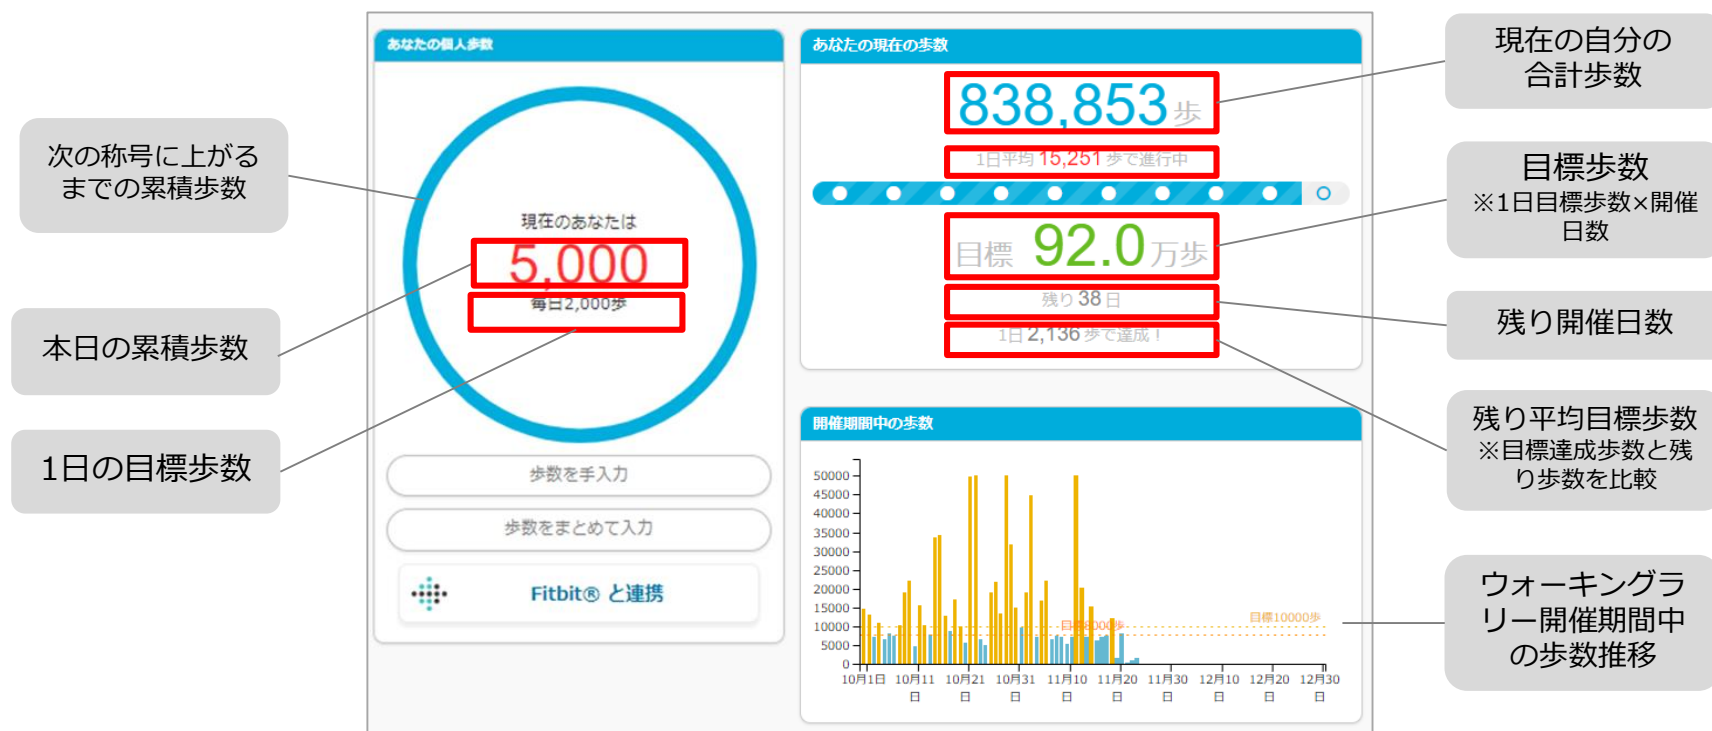 次の称号に上がる
までの累積歩数
本日の累積歩数
1日の目標歩数
あなたの個人歩数
現在のあなたは
5,000
毎日2,000歩
歩数を手入力
歩数をまとめて入力
Fitbit® と連携
あなたの現在の歩数
838,853 歩
1日平均 15,251 歩で進行中
目標 92.0 万歩
残り 38 日
1日 2,136 歩で達成！
開催期間中の歩数
50000
45000
40000
35000
30000
25000
20000
15000
10000
5000
0
目標10000歩
目標8000歩
10月1日 10月11日 10月21日 10月31日 11月10日 11月20日 11月30日 12月10日 12月20日 12月30日
現在の自分の
合計歩数
目標歩数
※1日目標歩数×開催
日数
残り開催日数
残り平均目標歩数
※目標達成歩数と残
り歩数を比較
ウォーキングラ
リー開催期間中
の歩数推移